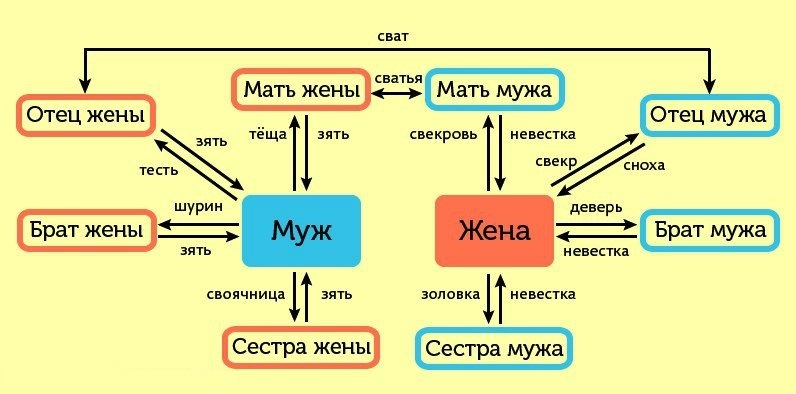 сват
Мать жены
сватья
Мать мужа
Отец жены
Отец мужа
зять
тёща
зять
свекровь
невестка
тесть
свекр
сноха
шурин
Муж
Жена
деверь
Брат жены
Брат мужа
зять
невестка
своячница
зять
золовка
невестка
Сестра жены
Сестра мужа